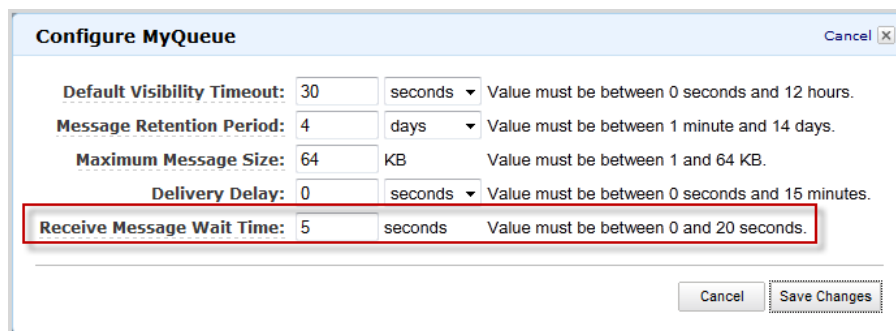 Configure MyQueue Cancel
Default Visibility Timeout: 30 seconds Value must be between 0 seconds and 12 hours.
Message Retention Period: 4 days Value must be between 1 minute and 14 days.
Maximum Message Size: 64 KB Value must be between 1 and 64 KB.
Delivery Delay: 0 seconds Value must be between 0 seconds and 15 minutes.
Receive Message Wait Time: 5 seconds Value must be between 0 and 20 seconds.
Cancel Save Changes